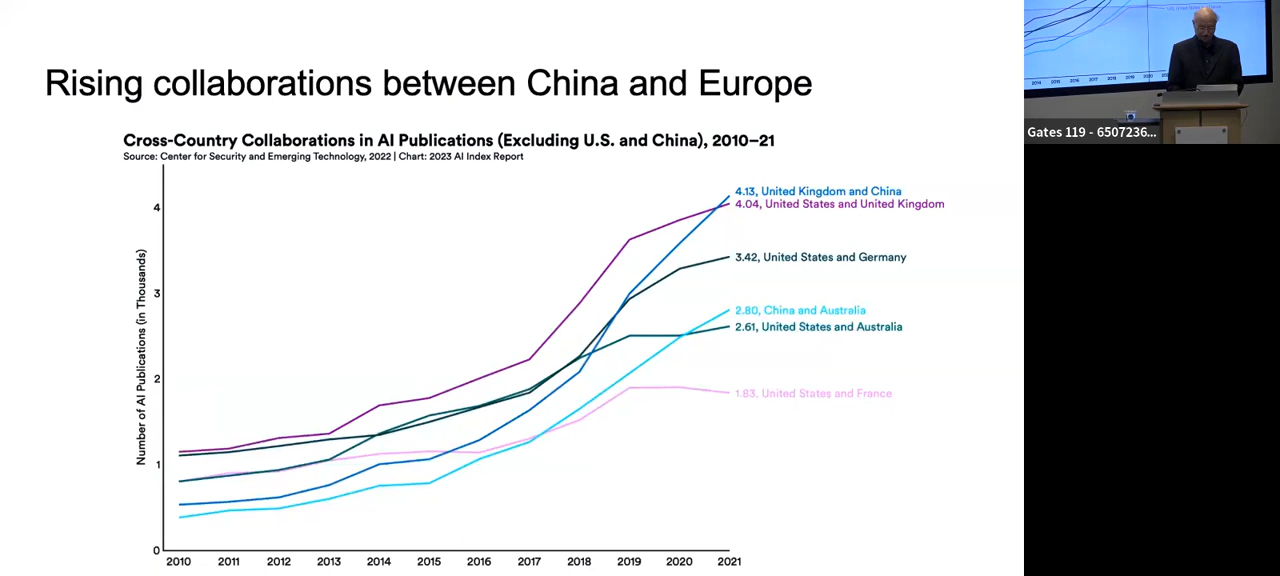 Rising collaborations between China and Europe
Cross-Country Collaborations in AI Publications (Excluding U.S. and China), 2010–21
Source: Center for Security and Emerging Technology, 2022 | Chart: 2023 AI Index Report
Number of AI Publications (in Thousands)
4
3
2
1
0
4.13, United Kingdom and China
4.04, United States and United Kingdom
3.42, United States and Germany
2.80, China and Australia
2.61, United States and Australia
1.83, United States and France
2010 2011 2012 2013 2014 2015 2016 2017 2018 2019 2020 2021
Gates 119 - 6507236...